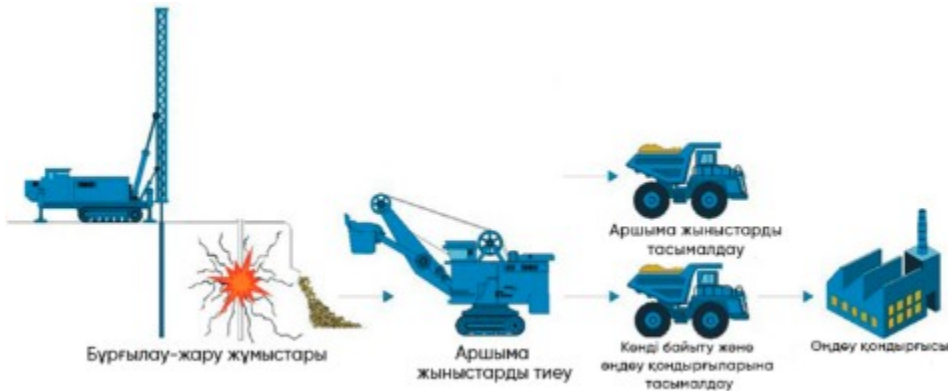 Аршыма жыныстарды
тасымалдау
Бұрғылау-жару жұмыстары
Аршыма
жыныстарды тиеу
Кенді байыту және
өңдеу қондырғыларына
тасымалдау
Өңдеу қондырғысы